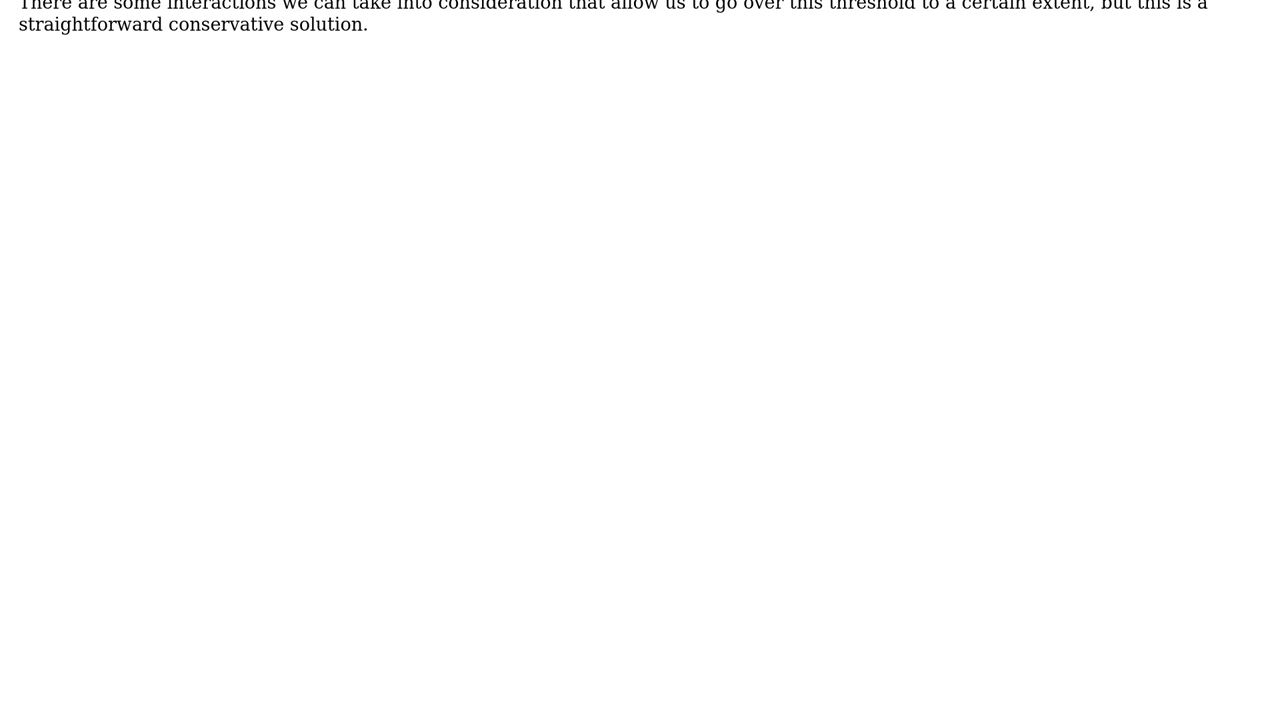 There are some interactions we can take into consideration that allow us to go over this threshold to a certain extent, but this is a
straightforward conservative solution.